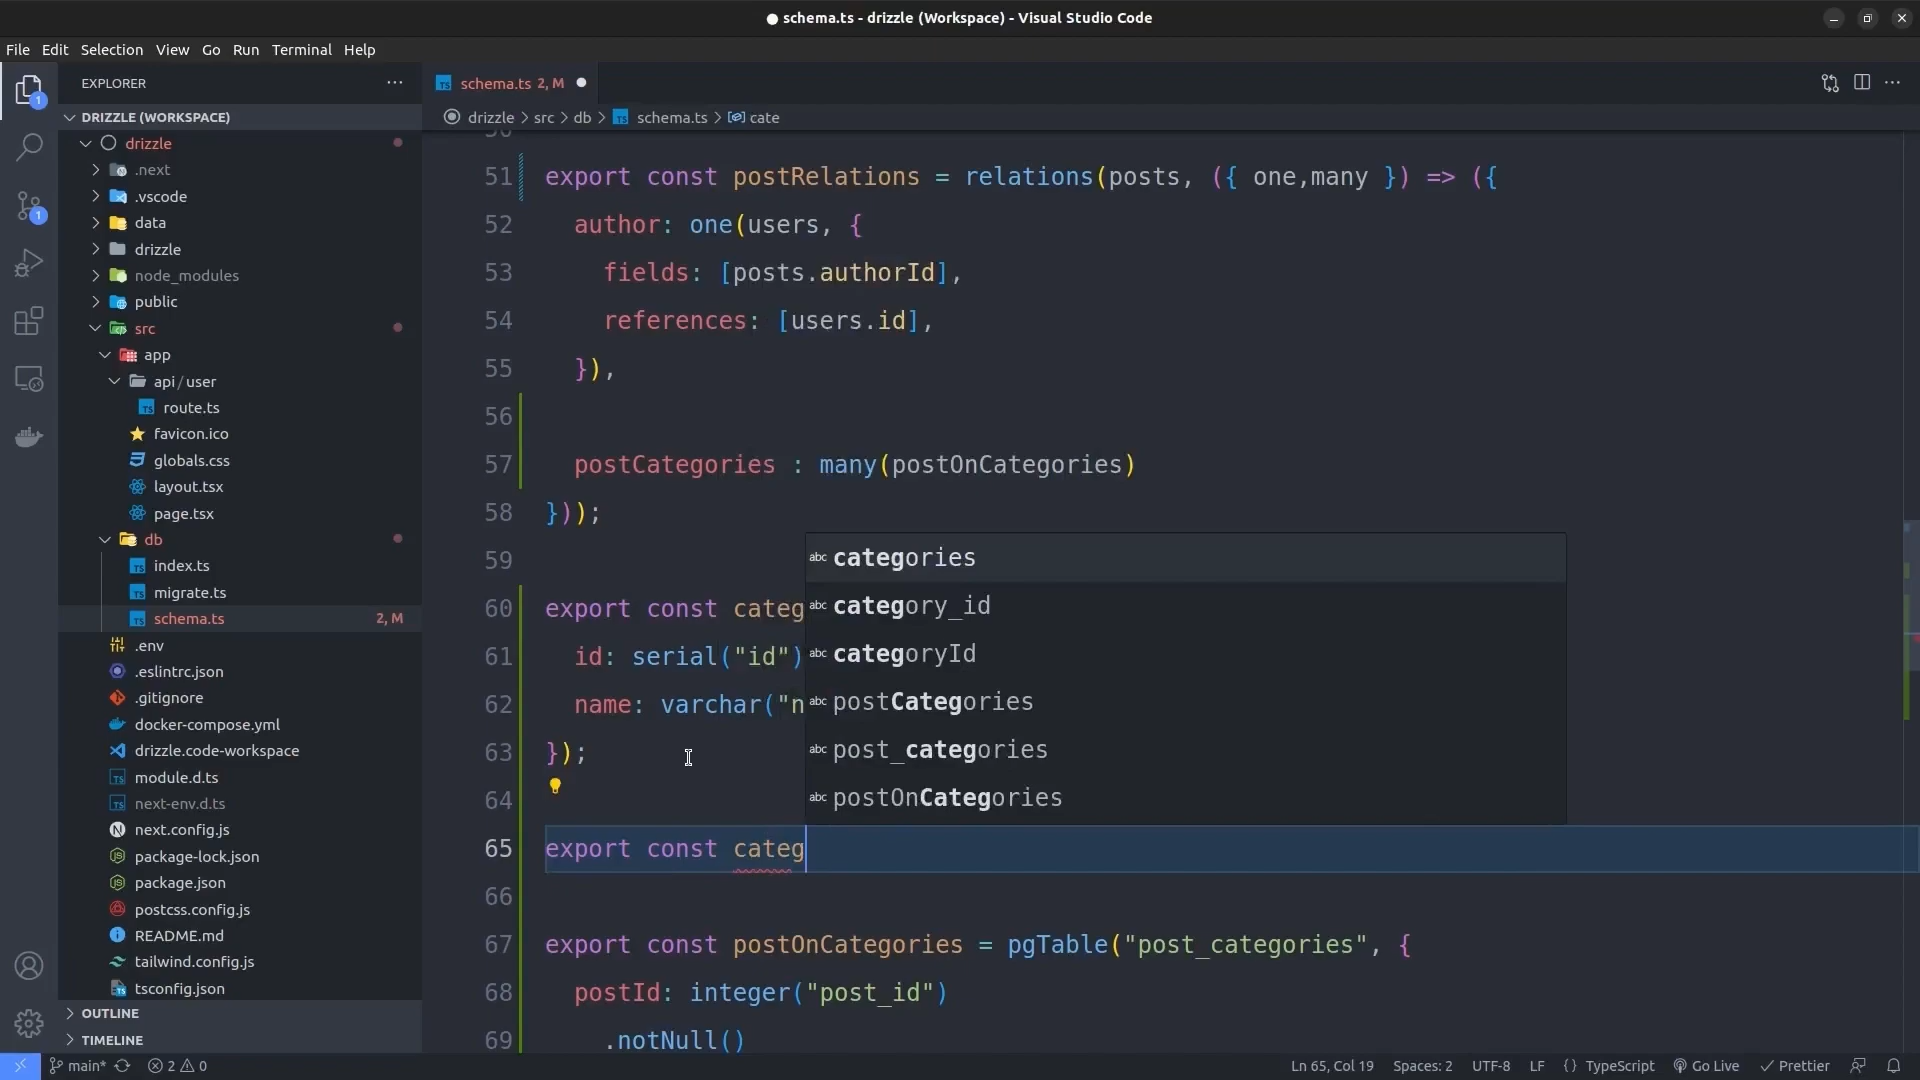 schema.ts - drizzle (Workspace) - Visual Studio Code
File Edit Selection View Go Run Terminal Help
EXPLORER
DRIZZLE (WORKSPACE)
drizzle
.next
.vscode
data
drizzle
node_modules
public
src
app
api / user
route.ts
favicon.ico
globals.css
layout.tsx
page.tsx
db
index.ts
migrate.ts
schema.ts 2, M
.env
.eslintrc.json
.gitignore
docker-compose.yml
drizzle.code-workspace
module.d.ts
next-env.d.ts
next.config.js
package-lock.json
package.json
postcss.config.js
README.md
tailwind.config.js
tsconfig.json
OUTLINE
TIMELINE
1
1
schema.ts 2, M
drizzle > src > db > schema.ts > cate
50
51 export const postRelations = relations(posts, ({ one,many }) => ({
52 author: one(users, {
53 fields: [posts.authorId],
54 references: [users.id],
55 }),
56
57 postCategories : many(postOnCategories)
58 }));
59
60 export const categ
61 id: serial("id")
62 name: varchar("n
63 });
64
65 export const categ
66
67 export const postOnCategories = pgTable("post_categories", {
68 postId: integer("post_id")
69 .notNull()
abc categories
abc category_id
abc categoryId
abc postCategories
abc post_categories
abc postOnCategories
main* 2 0 Ln 65, Col 19 Spaces: 2 UTF-8 LF {} TypeScript Go Live Prettier